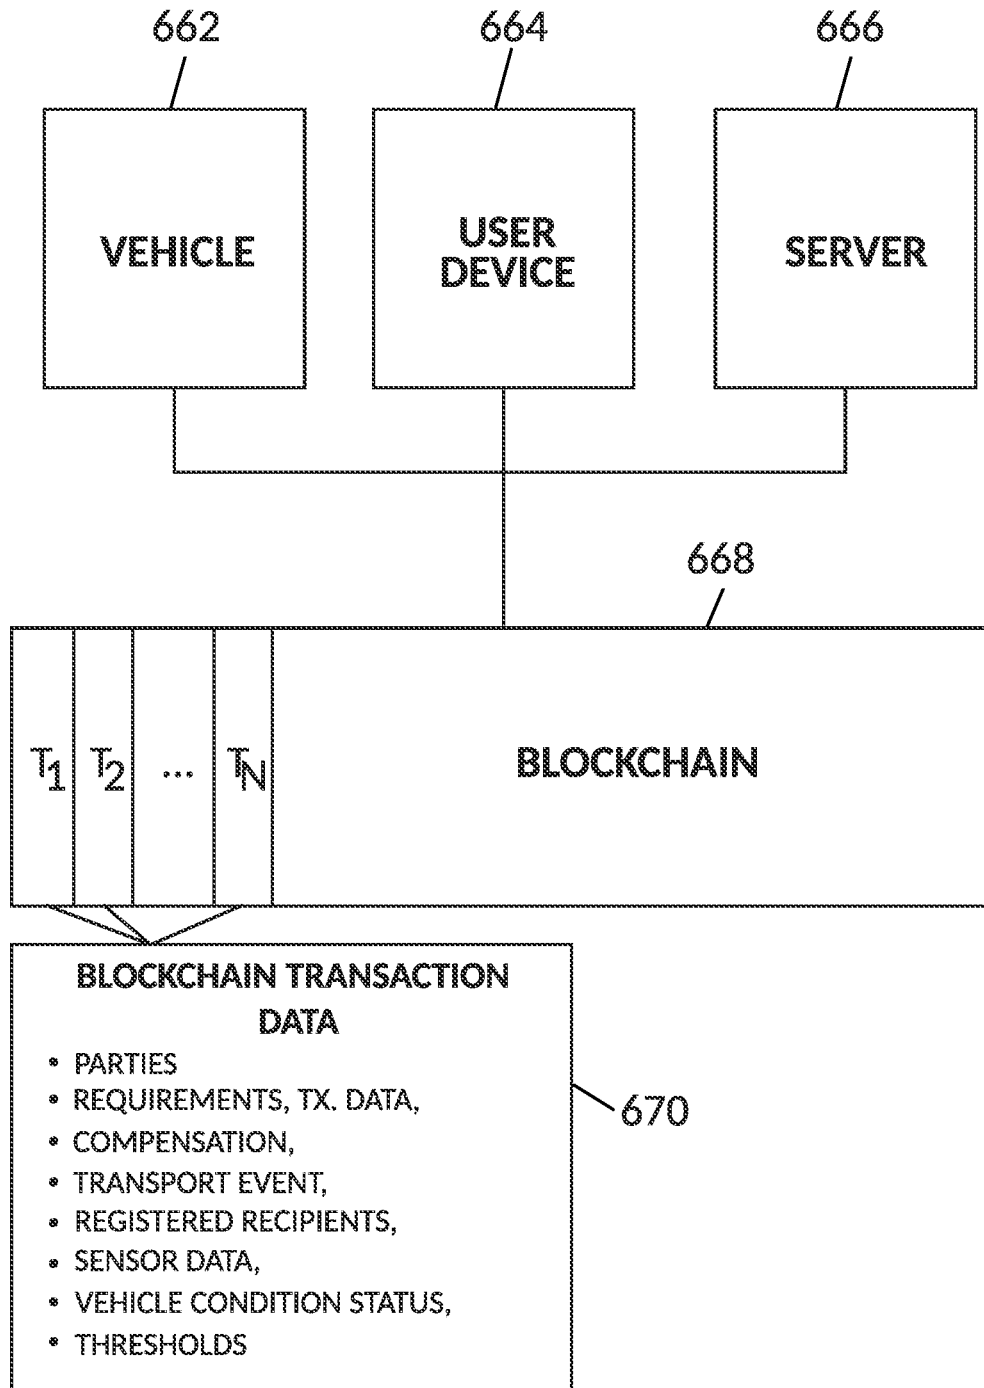 662 664 666
VEHICLE
USER
DEVICE
SERVER
668
T1 T2 ... TN BLOCKCHAIN
BLOCKCHAIN TRANSACTION
DATA
• PARTIES
• REQUIREMENTS, TX. DATA,
• COMPENSATION,
• TRANSPORT EVENT,
• REGISTERED RECIPIENTS,
• SENSOR DATA,
• VEHICLE CONDITION STATUS,
• THRESHOLDS
670